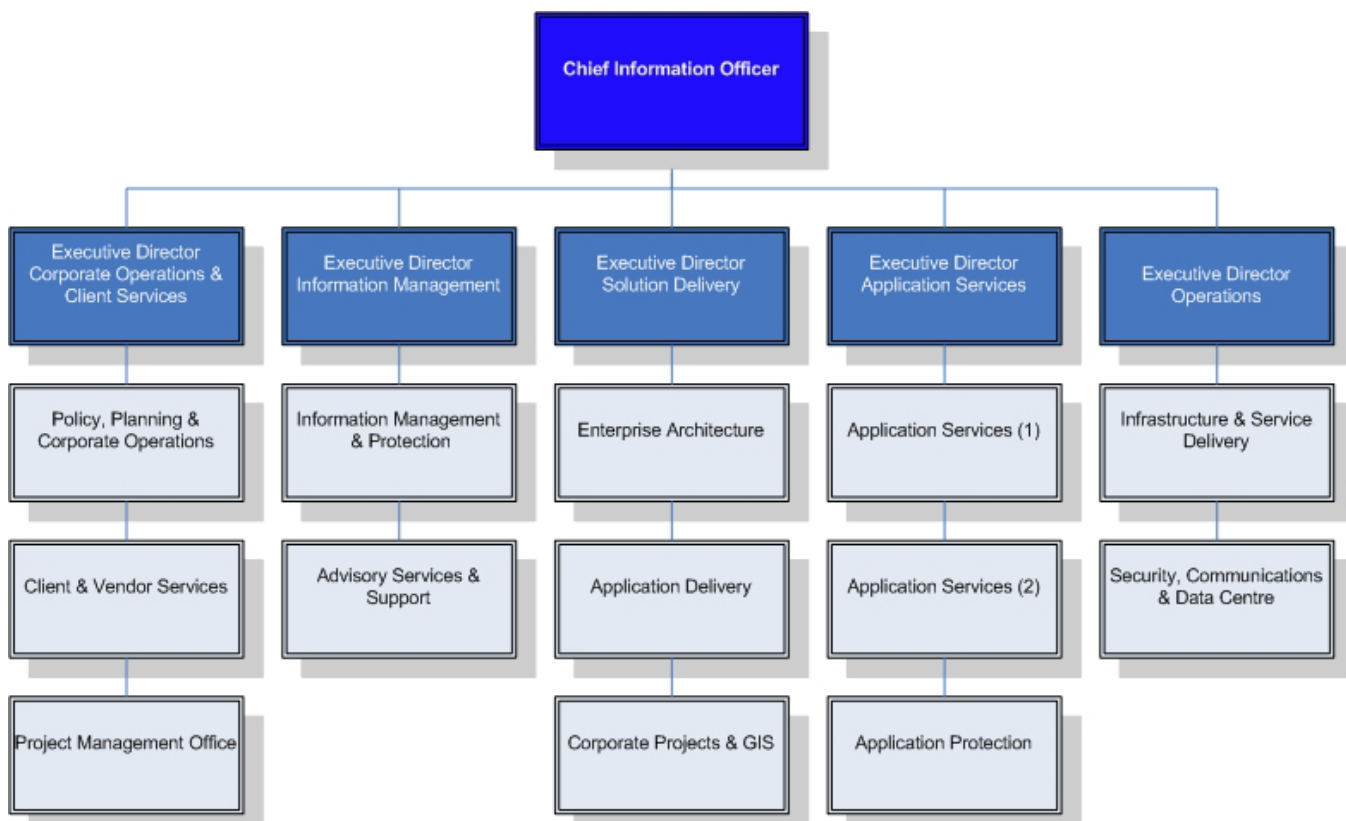 Chief Information Officer
Executive Director
Corporate Operations &
Client Services
Executive Director
Information Management
Executive Director
Solution Delivery
Executive Director
Application Services
Executive Director
Operations
Policy, Planning &
Corporate Operations
Information Management
& Protection
Enterprise Architecture
Application Services (1)
Infrastructure & Service
Delivery
Client & Vendor Services
Advisory Services &
Support
Application Delivery
Application Services (2)
Security, Communications
& Data Centre
Project Management Office
Corporate Projects & GIS
Application Protection